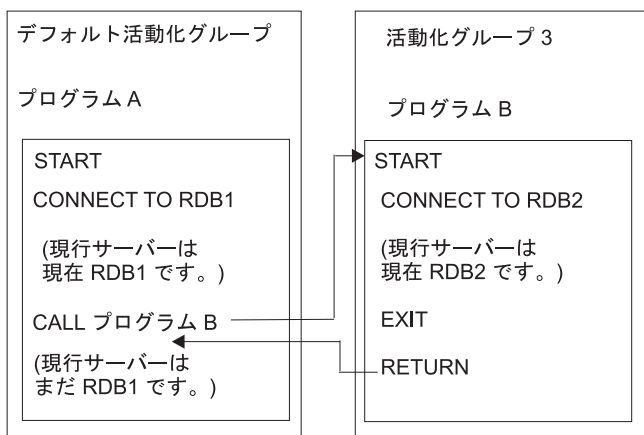 デフォルト活動化グループ
プログラム A
START
CONNECT TO RDB1
(現行サーバーは
現在 RDB1 です。)
CALL プログラム B
(現行サーバーは
まだ RDB1 です。)
活動化グループ 3
プログラム B
START
CONNECT TO RDB2
(現行サーバーは
現在 RDB2 です。)
EXIT
RETURN